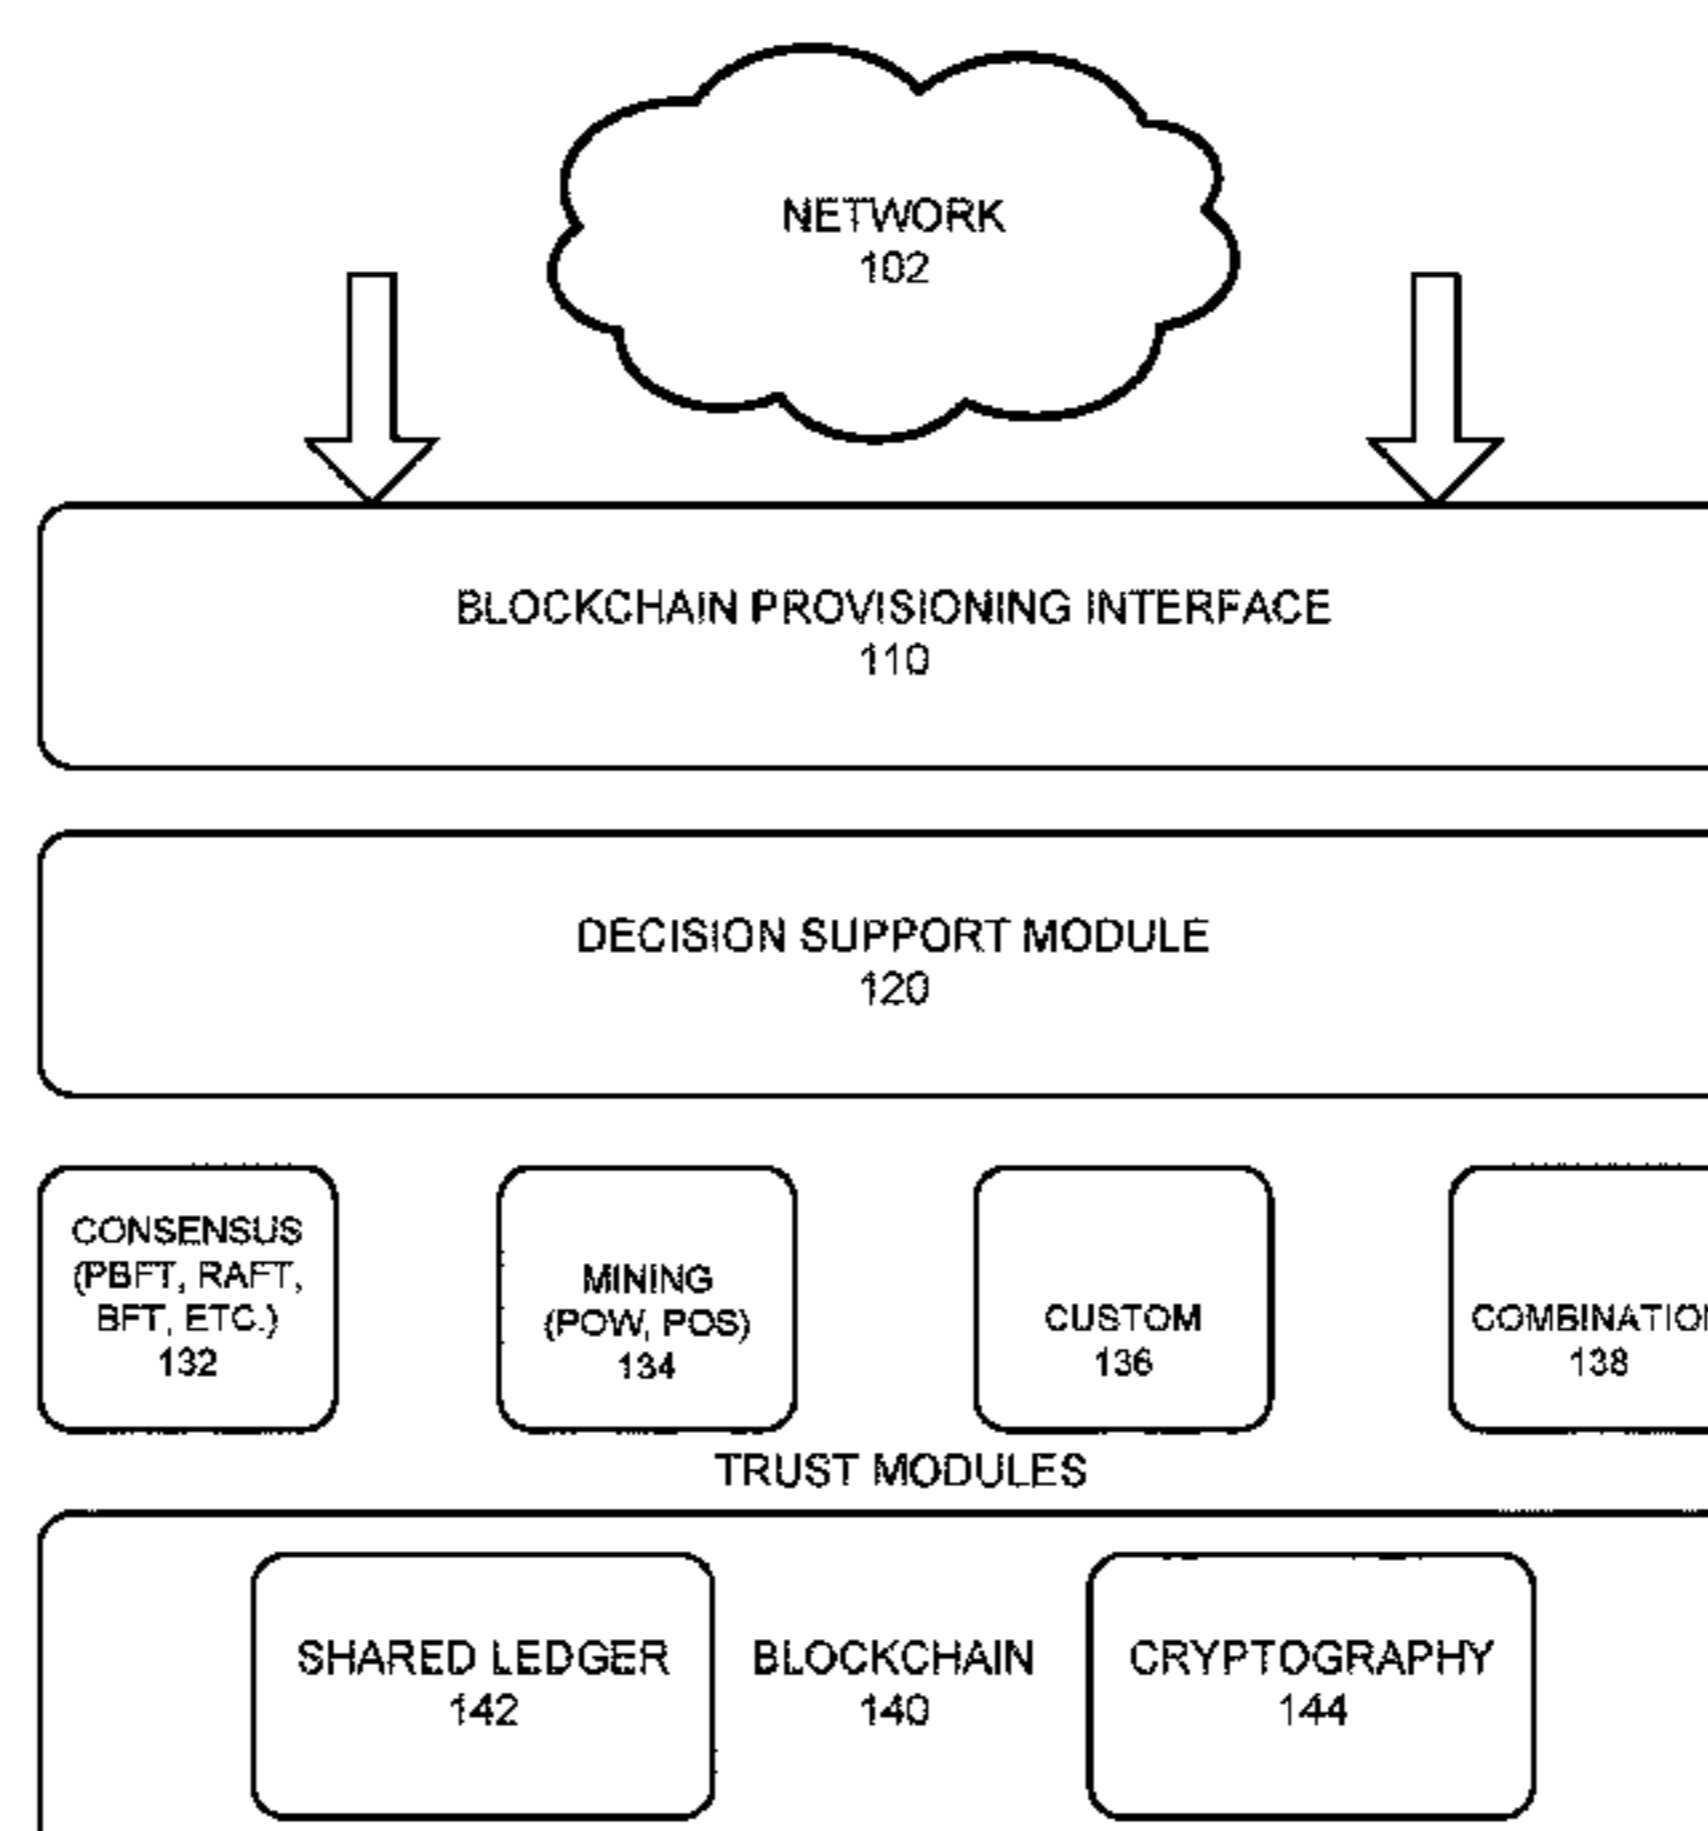 NETWORK
102
BLOCKCHAIN PROVISIONING INTERFACE
110
DECISION SUPPORT MODULE
120
CONSENSUS
(PBFT, RAFT,
BFT, ETC.)
132
MINING
(POW, POS)
134
CUSTOM
136
COMBINATION
138
TRUST MODULES
SHARED LEDGER
142
BLOCKCHAIN
140
CRYPTOGRAPHY
144